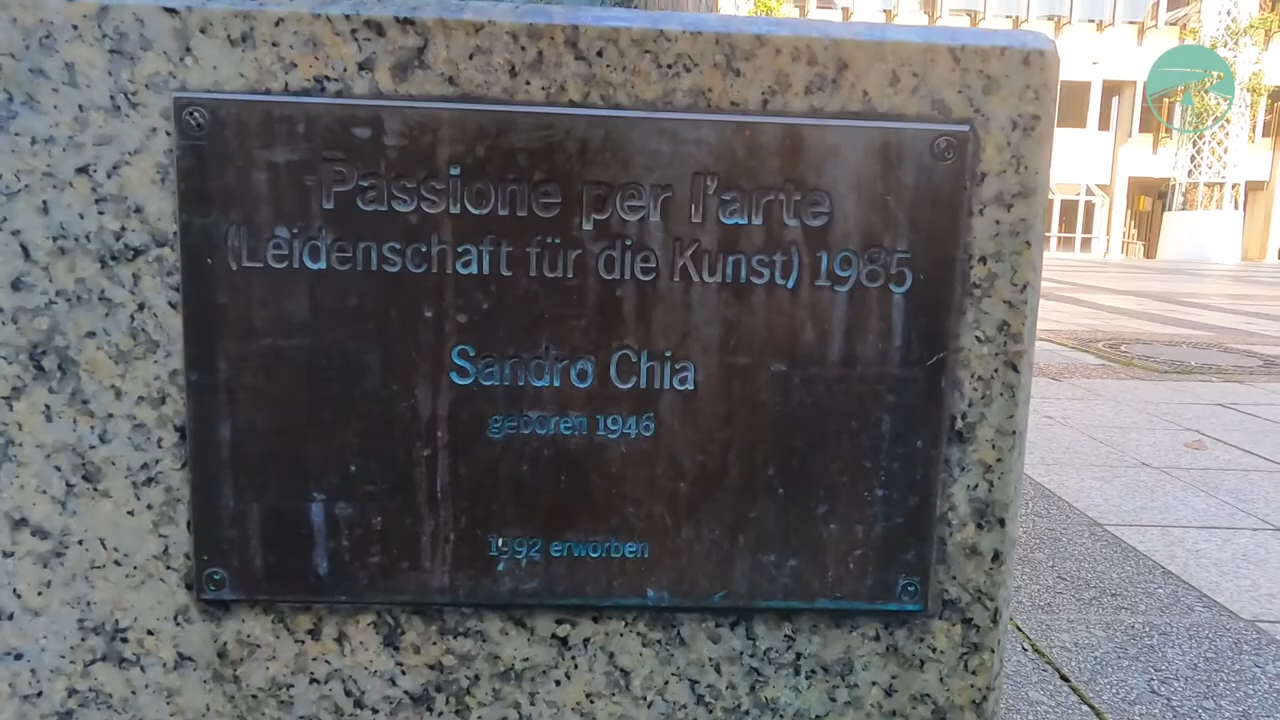 Passione per l'arte
(Leidenschaft für die Kunst) 1985
Sandro Chia
geboren 1946
1992 erworben